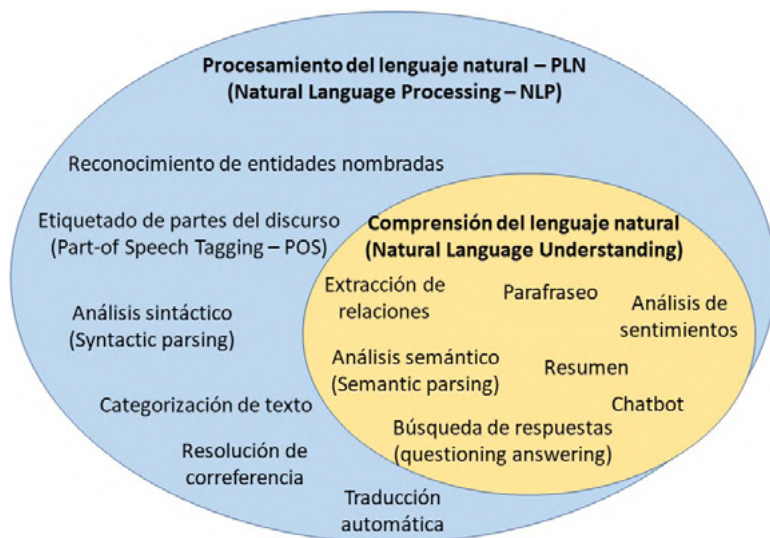 Procesamiento del lenguaje natural – PLN
(Natural Language Processing – NLP)
Reconocimiento de entidades nombradas
Etiquetado de partes del discurso
(Part-of Speech Tagging – POS)
Análisis sintáctico
(Syntactic parsing)
Categorización de texto
Resolución de
correferencia
Traducción
automática
Comprensión del lenguaje natural
(Natural Language Understanding)
Extracción de
relaciones
Parafraseo
Análisis de
sentimientos
Análisis semántico
(Semantic parsing)
Resumen
Chatbot
Búsqueda de respuestas
(questioning answering)